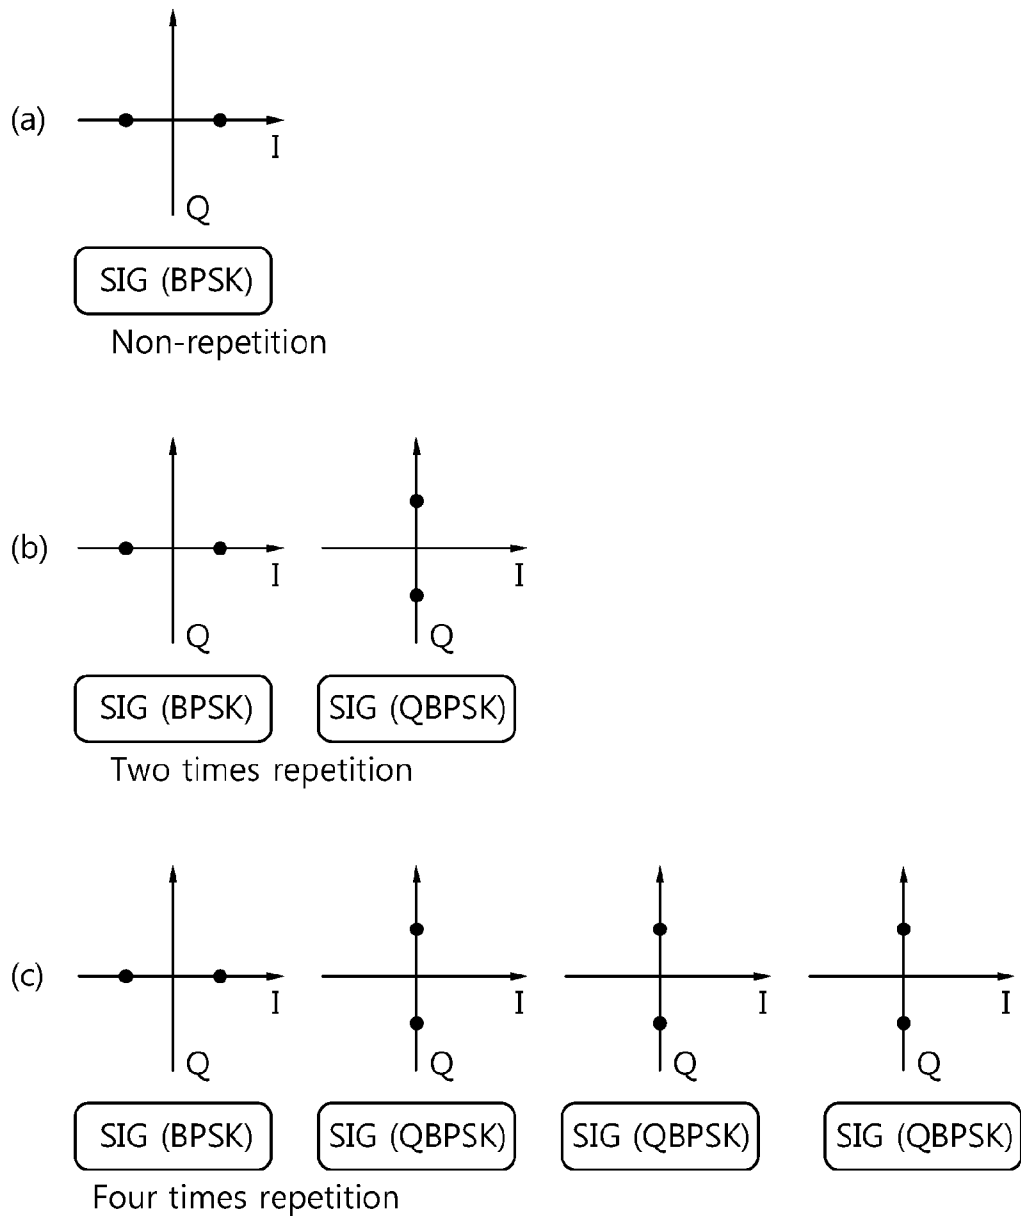 (a)
I
Q
SIG (BPSK)
Non-repetition
(b)
I
I
Q
Q
SIG (BPSK)
SIG (QBPSK)
Two times repetition
(c)
I
I
I
I
Q
Q
Q
Q
SIG (BPSK)
SIG (QBPSK)
SIG (QBPSK)
SIG (QBPSK)
Four times repetition